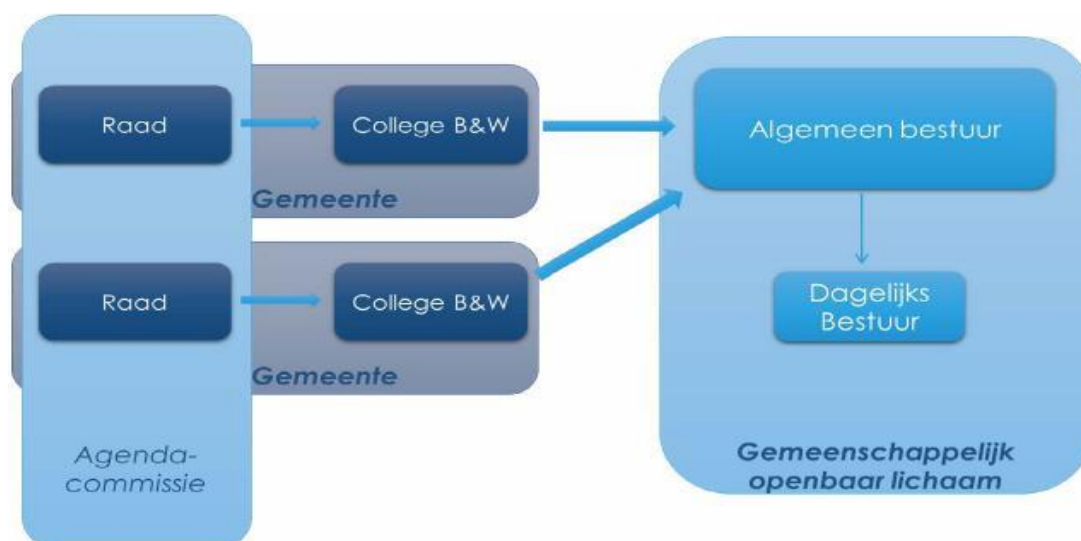 Raad
College B&W
Gemeente
Raad
College B&W
Gemeente
Agenda-
commissie
Algemeen bestuur
Dagelijks
Bestuur
Gemeenschappelijk
openbaar lichaam